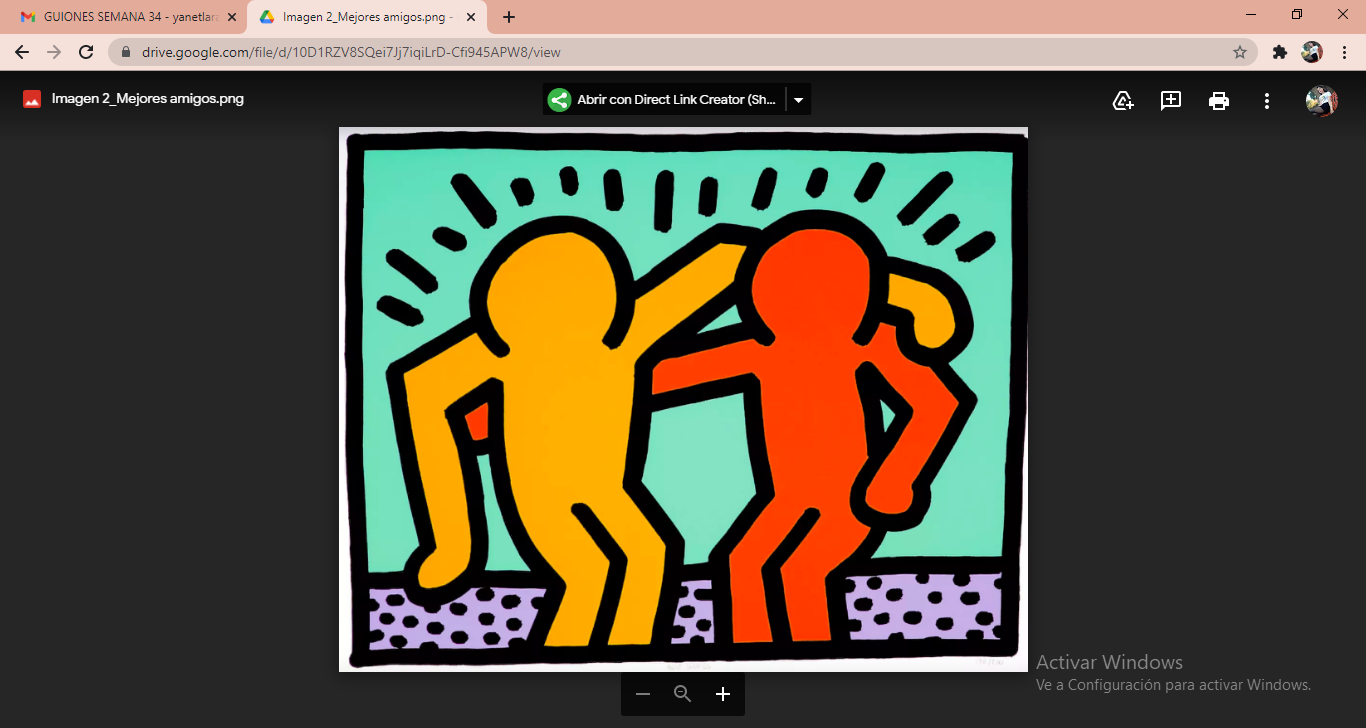 GUIONES SEMANA 34 - yanetlar
Imagen 2_Mejores amigos.png -
drive.google.com/file/d/10D1RZV8SQei7Jj7iqiLrD-Cfi945APW8/view
Imagen 2_Mejores amigos.png
Abrir con Direct Link Creator (Sh...
Activar Windows
Ve a Configuración para activar Windows.